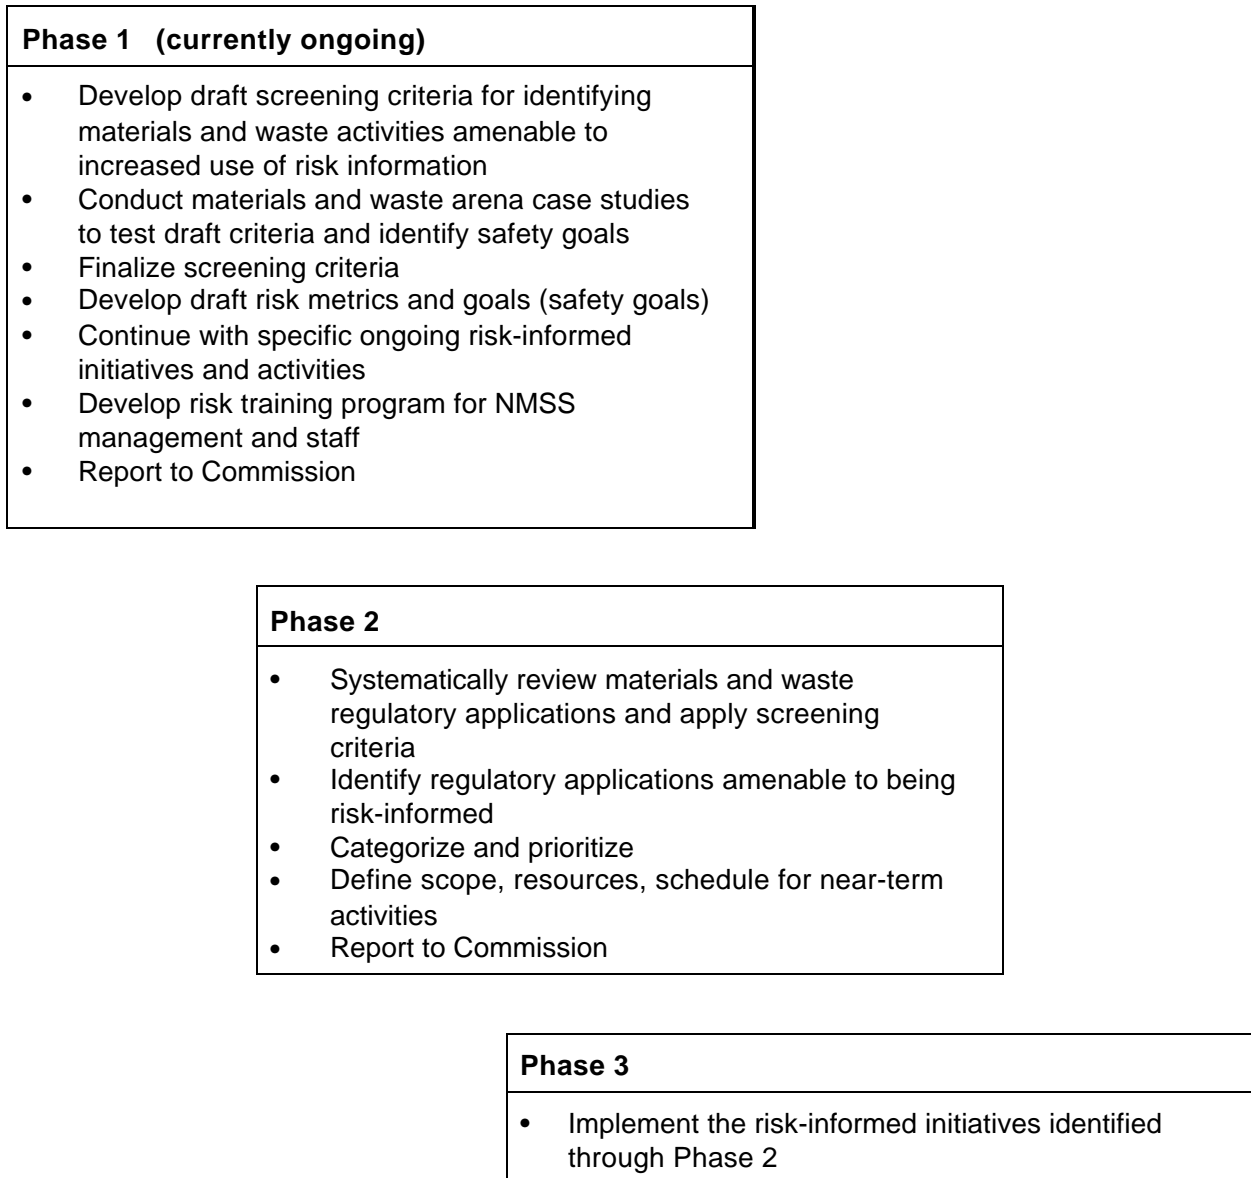 Phase 1 (currently ongoing)
• Develop draft screening criteria for identifying
materials and waste activities amenable to
increased use of risk information
• Conduct materials and waste arena case studies
to test draft criteria and identify safety goals
• Finalize screening criteria
• Develop draft risk metrics and goals (safety goals)
• Continue with specific ongoing risk-informed
initiatives and activities
• Develop risk training program for NMSS
management and staff
• Report to Commission
Phase 2
• Systematically review materials and waste
regulatory applications and apply screening
criteria
• Identify regulatory applications amenable to being
risk-informed
• Categorize and prioritize
• Define scope, resources, schedule for near-term
activities
• Report to Commission
Phase 3
• Implement the risk-informed initiatives identified
through Phase 2